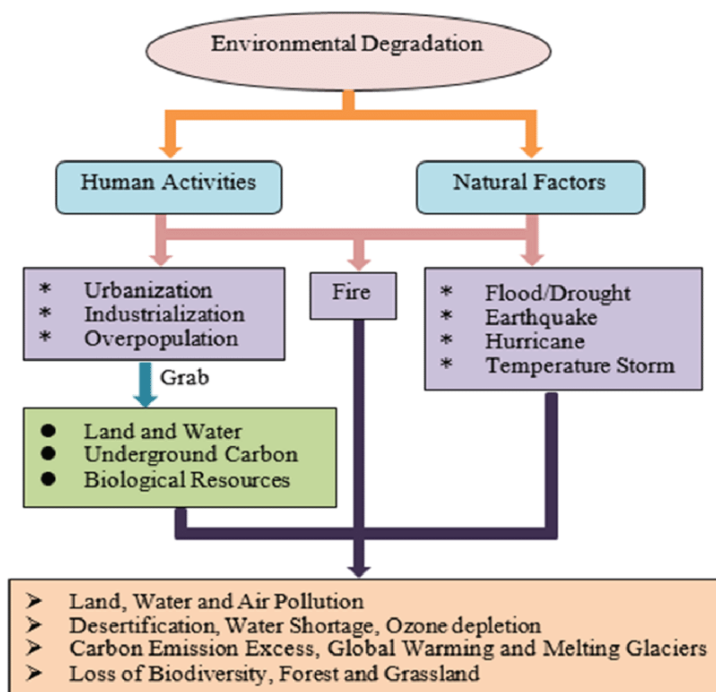 Environmental Degradation
Human Activities
Natural Factors
* Urbanization
* Industrialization
* Overpopulation
Fire
* Flood/Drought
* Earthquake
* Hurricane
* Temperature Storm
Grab
● Land and Water
● Underground Carbon
● Biological Resources
➢ Land, Water and Air Pollution
➢ Desertification, Water Shortage, Ozone depletion
➢ Carbon Emission Excess, Global Warming and Melting Glaciers
➢ Loss of Biodiversity, Forest and Grassland